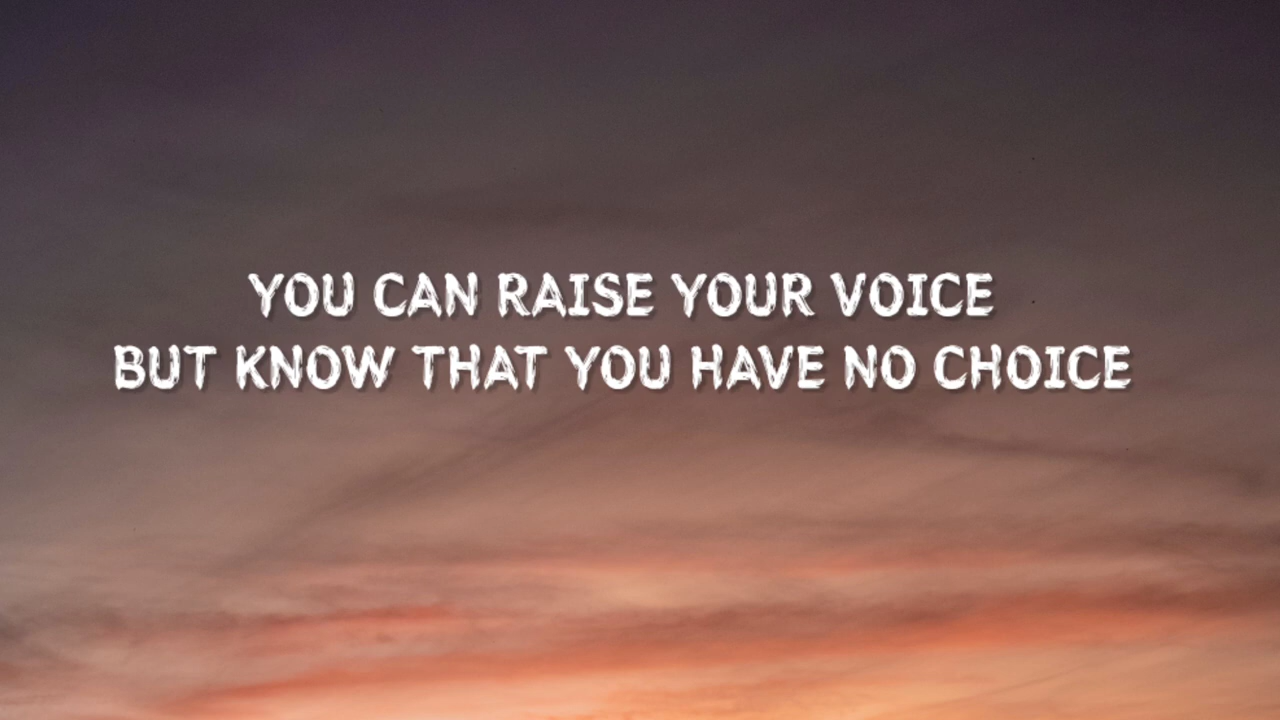 YOU CAN RAISE YOUR VOICE
BUT KNOW THAT YOU HAVE NO CHOICE